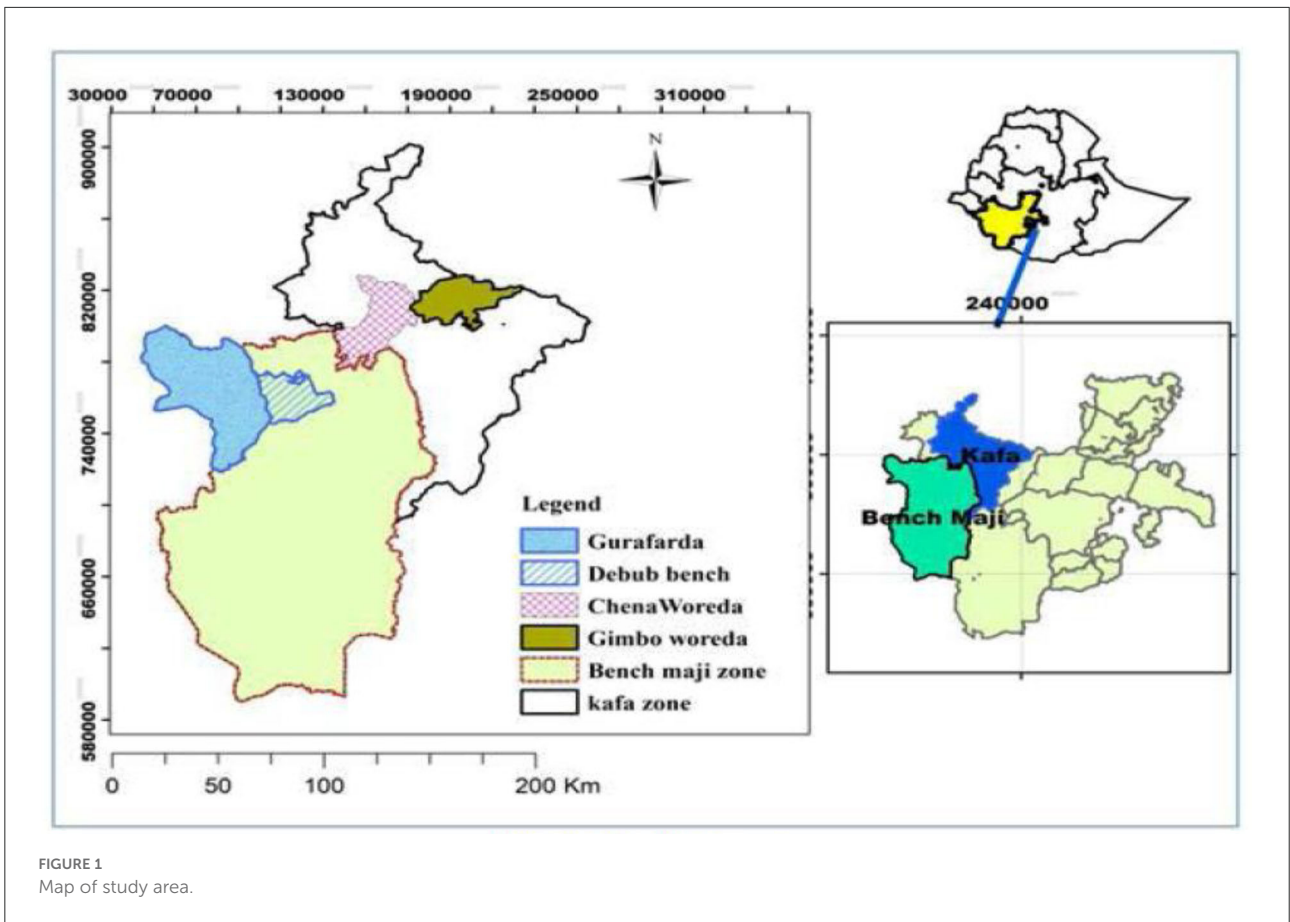 30000 70000 130000 190000 250000 310000
900000
820000
740000
660000
580000
N
240000
Kafa
Bench Maji
Legend
Gurafarda
Debub bench
ChenaWoreda
Gimbo woreda
Bench maji zone
kafa zone
0 50 100 200 Km
FIGURE 1
Map of study area.